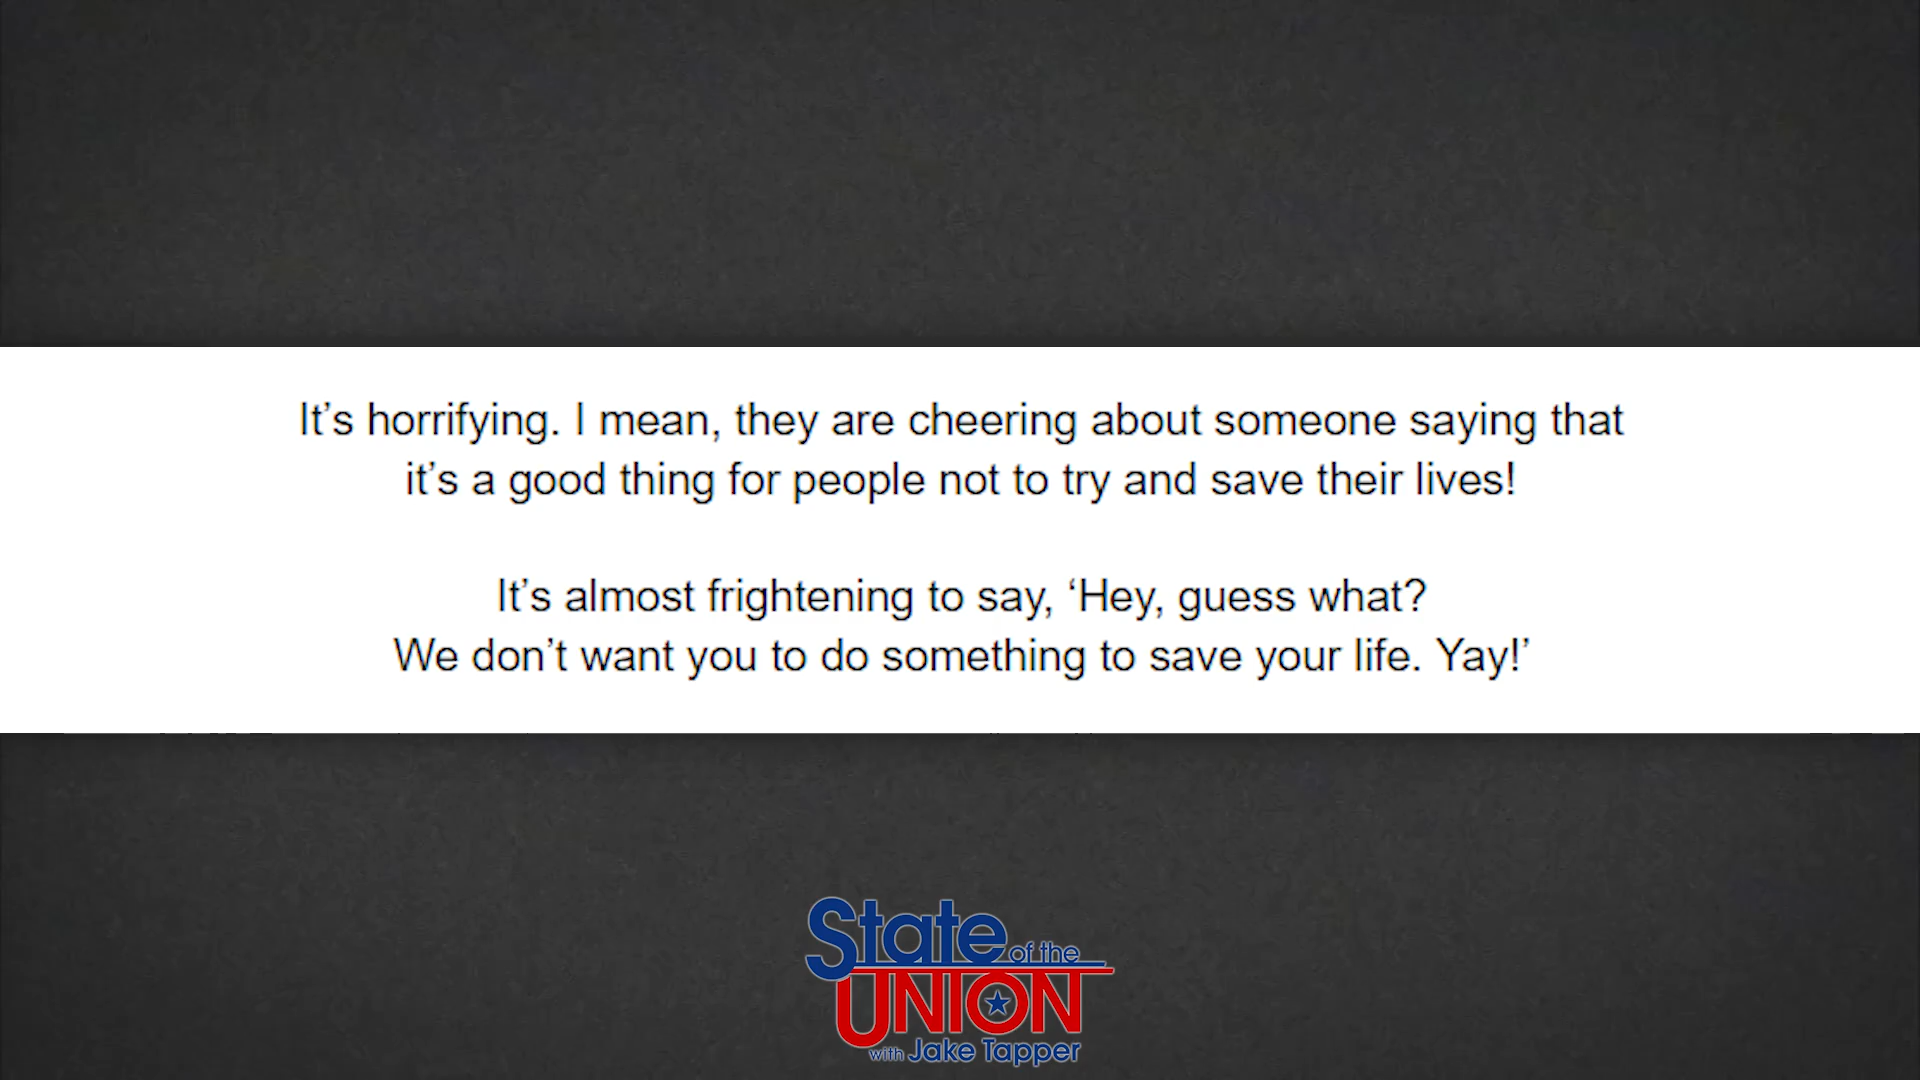 It’s horrifying. I mean, they are cheering about someone saying that
it’s a good thing for people not to try and save their lives!
It’s almost frightening to say, ‘Hey, guess what?
We don’t want you to do something to save your life. Yay!’
State of the
UNION
with Jake Tapper